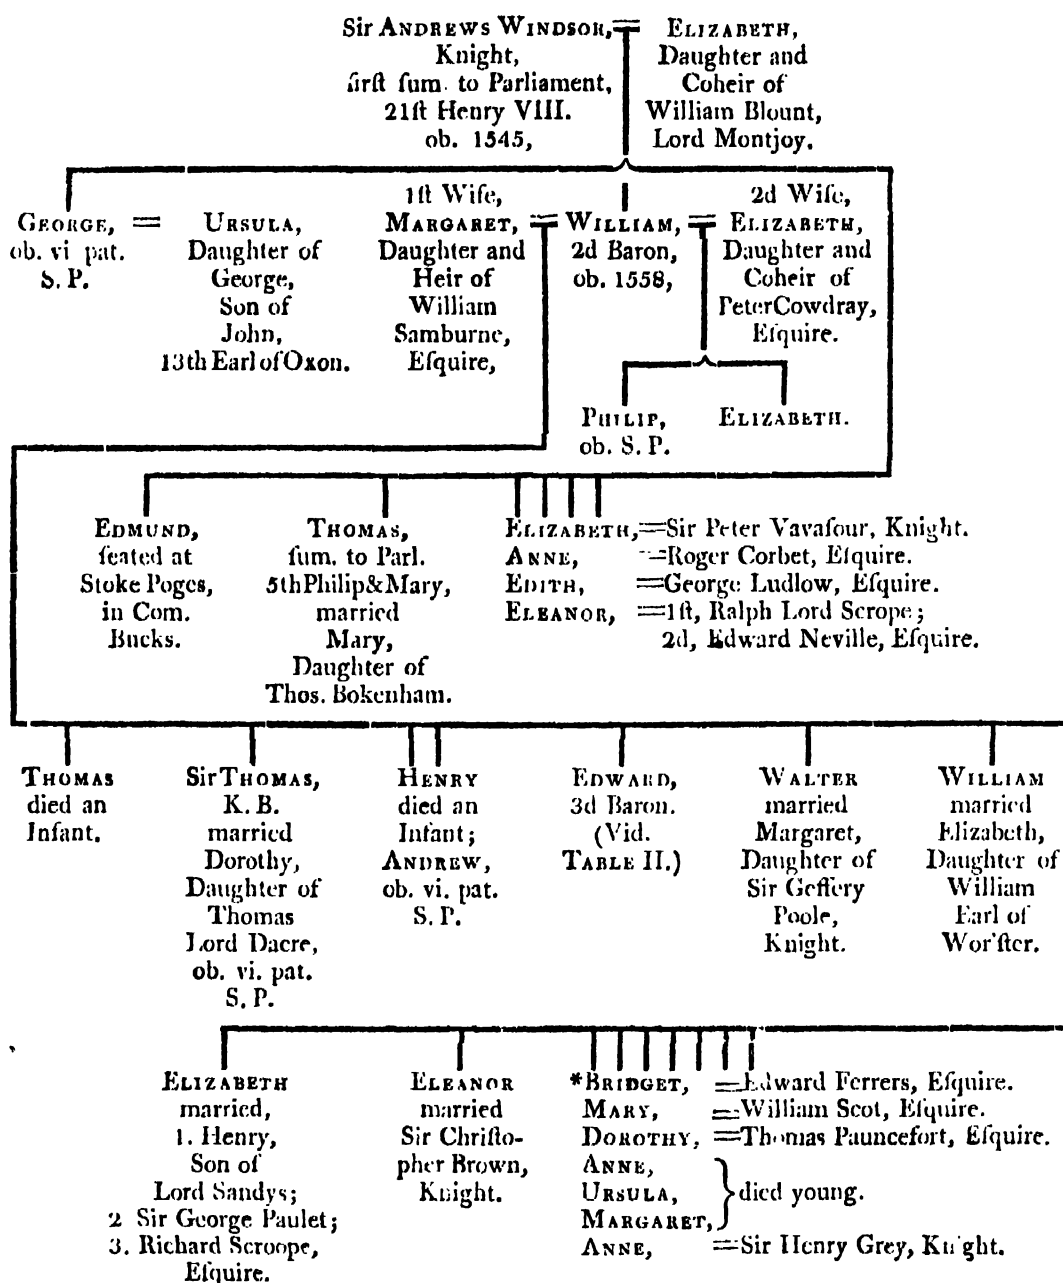 Sir ANDREWS WINDSOR, = ELIZABETH,
Knight,
firſt ſum. to Parliament,
21ſt Henry VIII.
ob. 1545,
Daughter and
Coheir of
William Blount,
Lord Montjoy.
GEORGE, =
ob. vi pat.
S. P.
URSULA,
Daughter of
George,
Son of
John,
13th Earl of Oxon.
1ſt Wife,
MARGARET, =
Daughter and
Heir of
William
Samburne,
Eſquire,
WILLIAM, =
2d Baron,
ob. 1558,
2d Wife,
ELIZABETH,
Daughter and
Coheir of
Peter Cowdray,
Eſquire.
PHILIP,
ob. S. P.
ELIZABETH.
EDMUND,
ſeated at
Stoke Poges,
in Com.
Bucks.
THOMAS,
ſum. to Parl.
5th Philip & Mary,
married
Mary,
Daughter of
Thos. Bokenham.
ELIZABETH, = Sir Peter Vavaſour, Knight.
ANNE, = Roger Corbet, Eſquire.
EDITH, = George Ludlow, Eſquire.
ELEANOR, = 1ſt, Ralph Lord Scrope;
2d, Edward Neville, Eſquire.
THOMAS
died an
Infant.
Sir THOMAS,
K. B.
married
Dorothy,
Daughter of
Thomas
Lord Dacre,
ob. vi. pat.
S. P.
HENRY
died an
Infant;
ANDREW,
ob. vi. pat.
S. P.
EDWARD,
3d Baron.
(Vid.
TABLE II.)
WALTER
married
Margaret,
Daughter of
Sir Geffery
Poole,
Knight.
WILLIAM
married
Elizabeth,
Daughter of
William
Earl of
Wor'ſter.
ELIZABETH
married,
1. Henry,
Son of
Lord Sandys;
2 Sir George Paulet;
3. Richard Scroope,
Eſquire.
ELEANOR
married
Sir Chriſto-
pher Brown,
Knight.
*BRIDGET, = Edward Ferrers, Eſquire.
MARY, = William Scot, Eſquire.
DOROTHY, = Thomas Pauncefort, Eſquire.
ANNE,
URSULA, } died young.
MARGARET,
ANNE, = Sir Henry Grey, Knight.